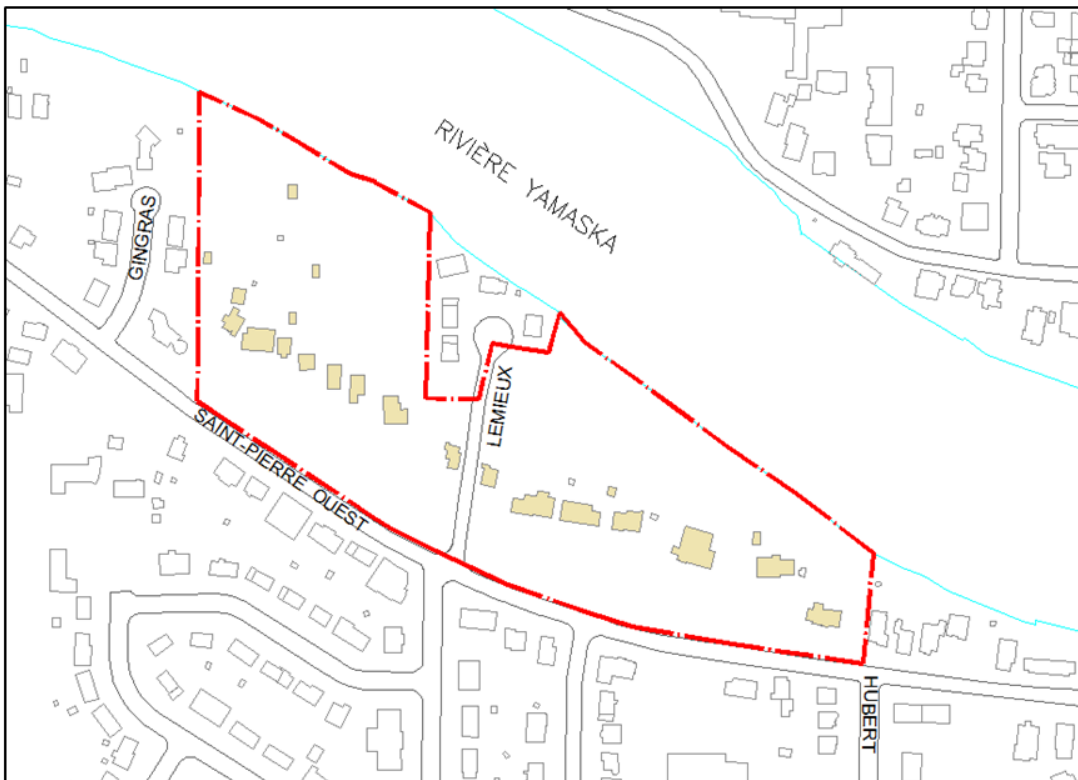 RIVIÈRE YAMASKA
GINGRAS
LEMIEUX
SAINT-PIERRE OUEST
HUBERT